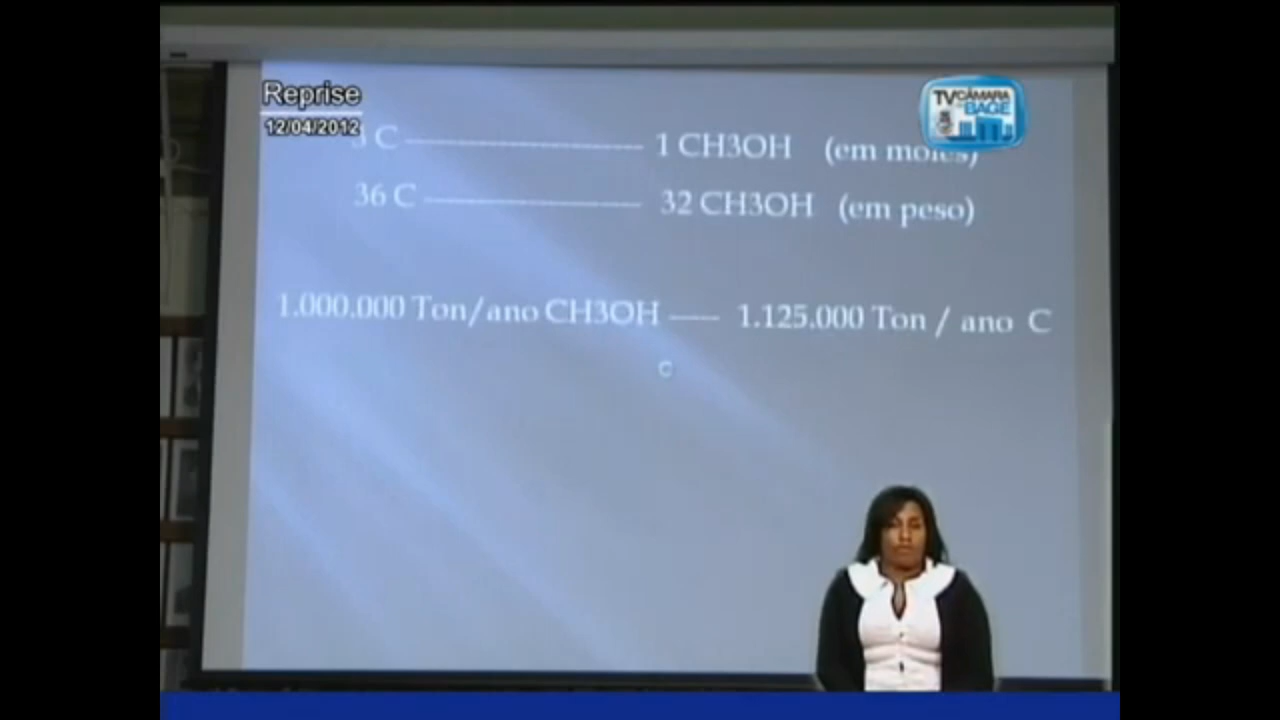 Reprise
12/04/2012
TV CÂMARA
BAGÉ
3 C ---------------------- 1 CH3OH (em moles)
36 C ---------------------- 32 CH3OH (em peso)
1.000.000 Ton/ano CH3OH ---- 1.125.000 Ton / ano C
C